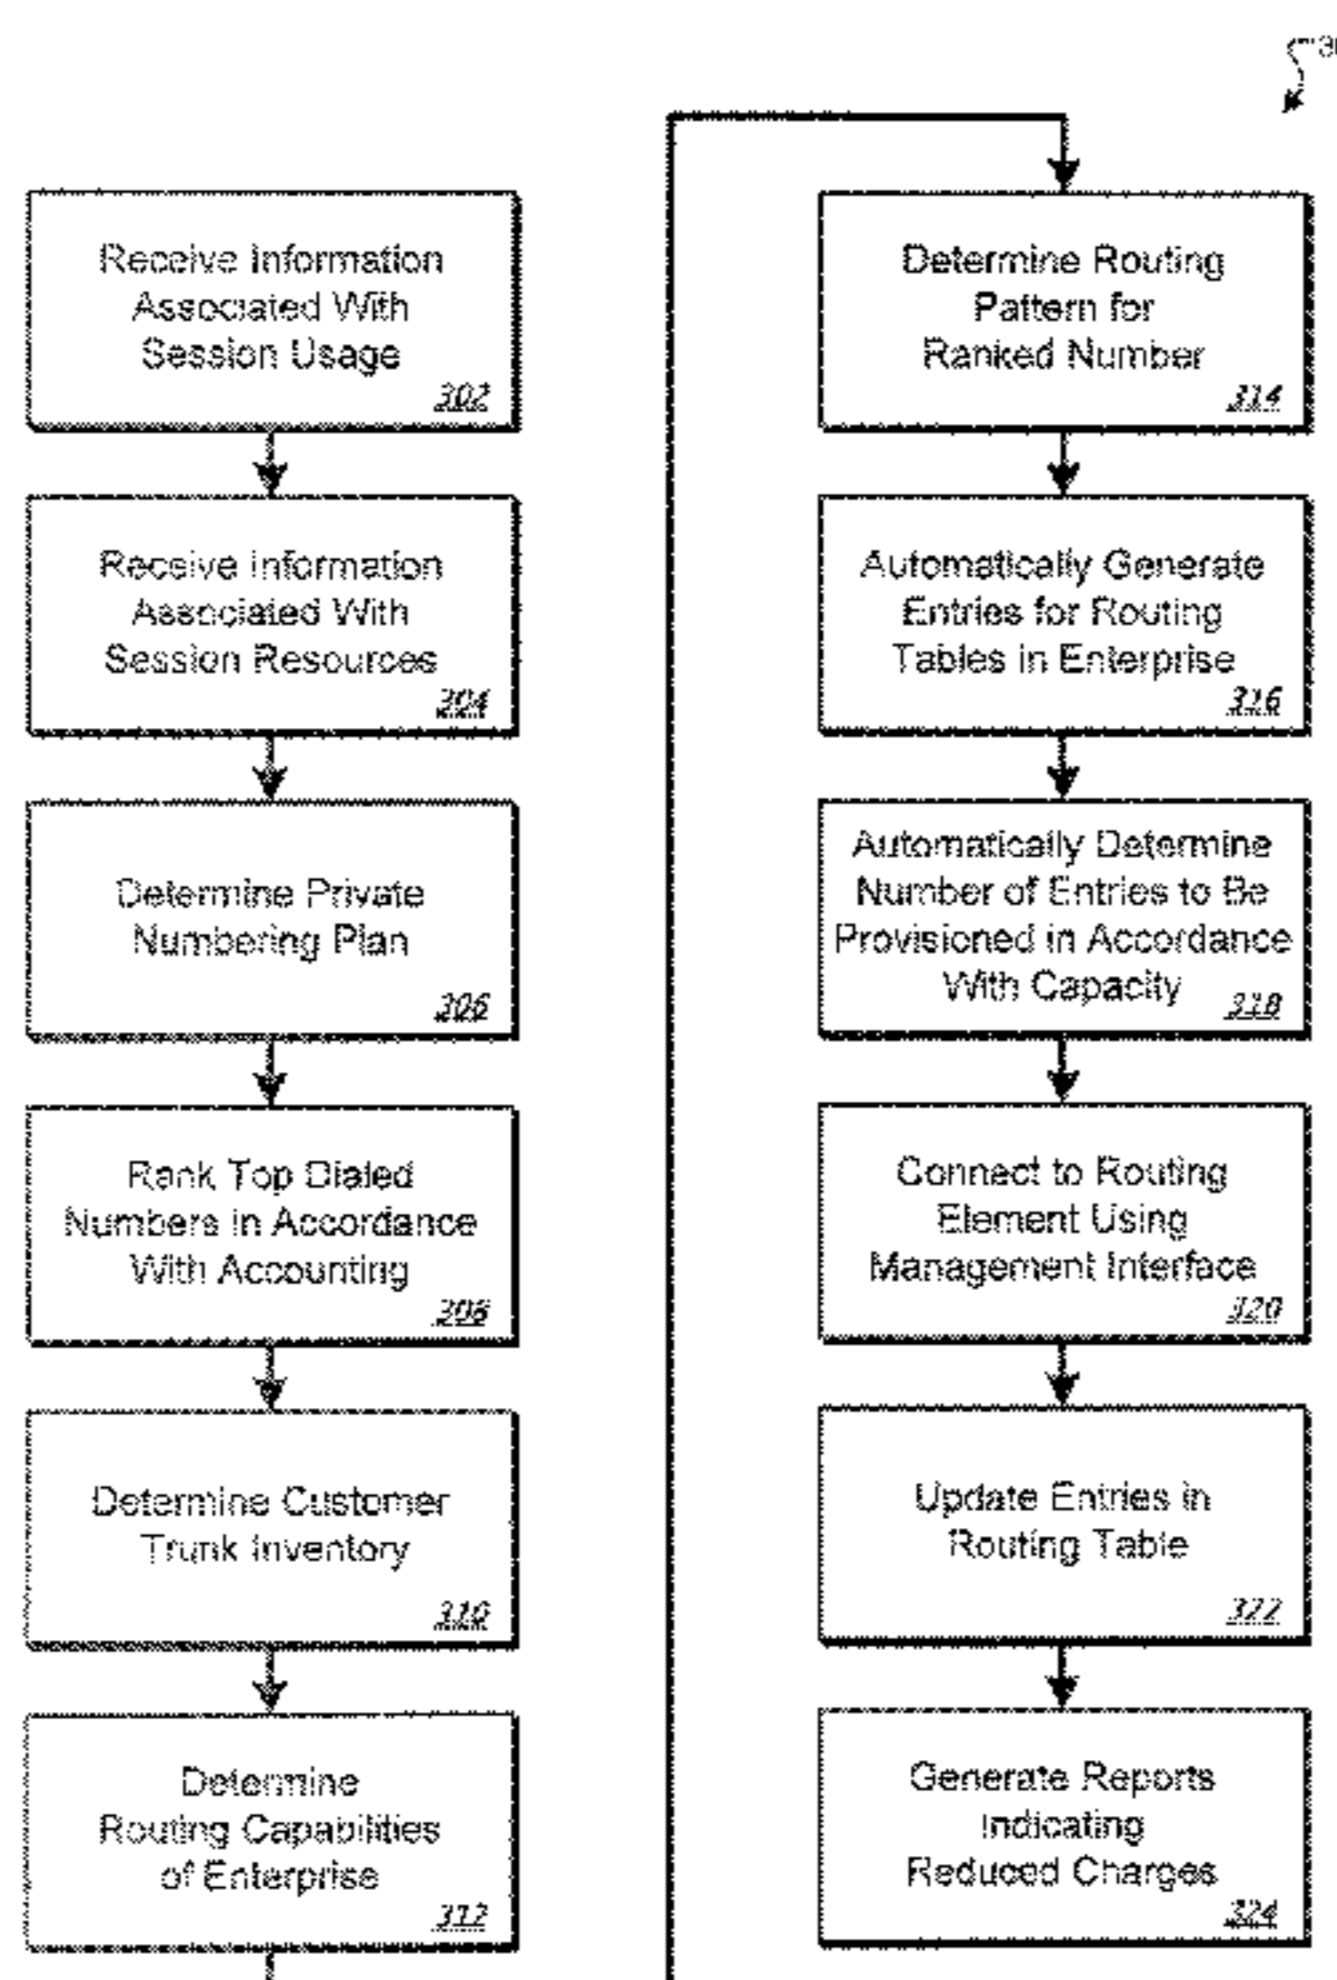 Receive Information
Associated With
Session Usage
302
Receive Information
Associated With
Session Resources
304
Determine Private
Numbering Plan
306
Rank Top Dialed
Numbers in Accordance
With Accounting
308
Determine Customer
Trunk Inventory
310
Determine
Routing Capabilities
of Enterprise
312
Determine Routing
Pattern for
Ranked Number
314
Automatically Generate
Entries for Routing
Tables in Enterprise
316
Automatically Determine
Number of Entries to Be
Provisioned in Accordance
With Capacity
318
Connect to Routing
Element Using
Management Interface
320
Update Entries in
Routing Table
322
Generate Reports
Indicating
Reduced Charges
324